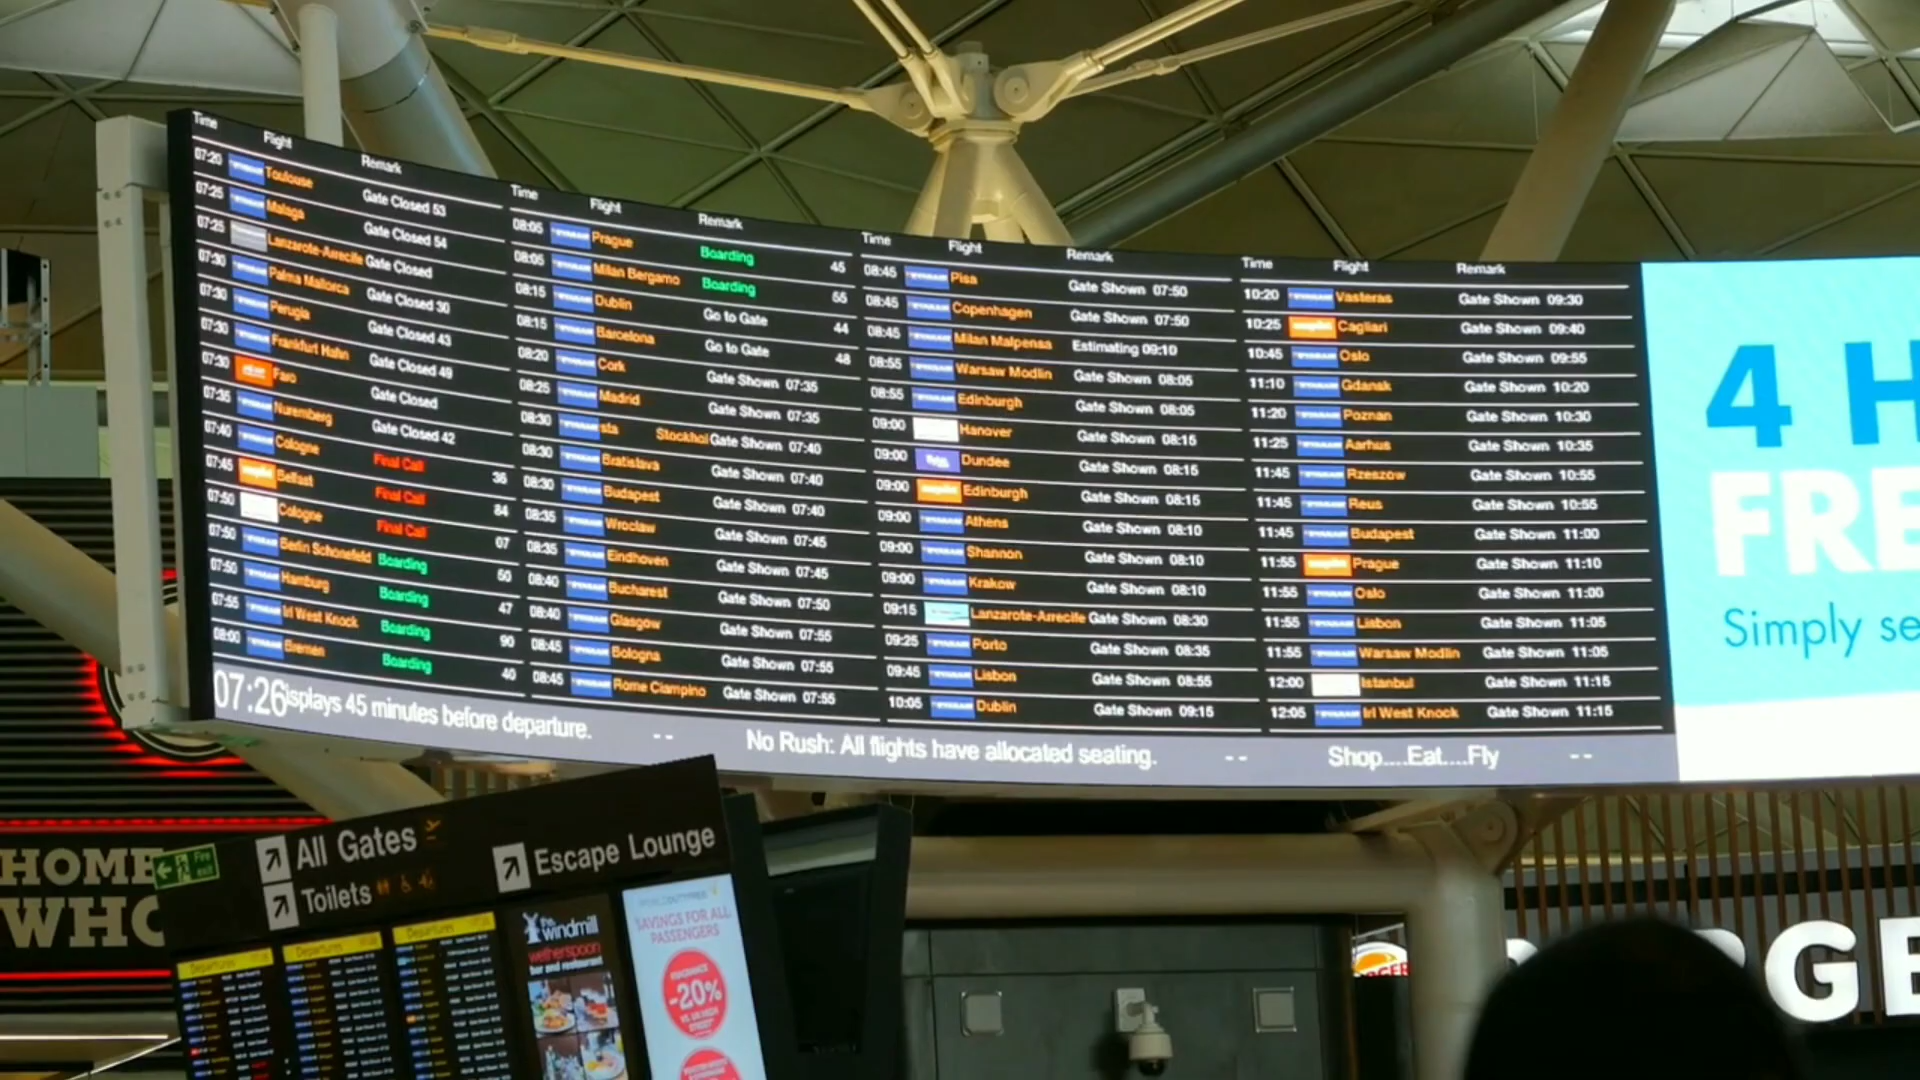 Time Flight Remark
07:20 Toulouse Gate Closed 53
07:25 Malaga Gate Closed 54
07:25 Lanzarote-Arrecife Gate Closed
07:30 Palma Mallorca Gate Closed 30
07:30 Perugia Gate Closed 43
07:30 Frankfurt Hahn Gate Closed 49
07:30 Faro Gate Closed
07:35 Nuremberg Gate Closed 42
07:40 Cologne Final Call 36
07:45 Belfast Final Call 84
07:50 Cologne Final Call 07
07:50 Berlin Schonefeld Boarding 50
07:50 Hamburg Boarding 47
07:55 Irl West Knock Boarding 90
08:00 Bremen Boarding 40
Time Flight Remark
08:05 Prague Boarding 45
08:05 Milan Bergamo Boarding 55
08:15 Dublin Go to Gate 44
08:15 Barcelona Go to Gate 48
08:20 Cork Gate Shown 07:35
08:25 Madrid Gate Shown 07:35
08:30 sta Stockhol Gate Shown 07:40
08:30 Bratislava Gate Shown 07:40
08:30 Budapest Gate Shown 07:40
08:35 Wroclaw Gate Shown 07:45
08:35 Eindhoven Gate Shown 07:45
08:40 Bucharest Gate Shown 07:50
08:40 Glasgow Gate Shown 07:55
08:45 Bologna Gate Shown 07:55
08:45 Rome Ciampino Gate Shown 07:55
Time Flight Remark
08:45 Pisa Gate Shown 07:50
08:45 Copenhagen Gate Shown 07:50
08:45 Milan Malpensa Estimating 09:10
08:55 Warsaw Modlin Gate Shown 08:05
08:55 Edinburgh Gate Shown 08:05
09:00 Hanover Gate Shown 08:15
09:00 Dundee Gate Shown 08:15
09:00 Edinburgh Gate Shown 08:15
09:00 Athens Gate Shown 08:10
09:00 Shannon Gate Shown 08:10
09:00 Krakow Gate Shown 08:10
09:15 Lanzarote-Arrecife Gate Shown 08:30
09:25 Porto Gate Shown 08:35
09:45 Lisbon Gate Shown 08:55
10:05 Dublin Gate Shown 09:15
Time Flight Remark
10:20 Vasteras Gate Shown 09:30
10:25 Cagliari Gate Shown 09:40
10:45 Oslo Gate Shown 09:55
11:10 Gdansk Gate Shown 10:20
11:20 Poznan Gate Shown 10:30
11:25 Aarhus Gate Shown 10:35
11:45 Rzeszow Gate Shown 10:55
11:45 Reus Gate Shown 10:55
11:45 Budapest Gate Shown 11:00
11:55 Prague Gate Shown 11:10
11:55 Oslo Gate Shown 11:00
11:55 Lisbon Gate Shown 11:05
11:55 Warsaw Modlin Gate Shown 11:05
12:00 Istanbul Gate Shown 11:15
12:05 Irl West Knock Gate Shown 11:15
07:26 isplays 45 minutes before departure. -- No Rush: All flights have allocated seating. -- Shop....Eat....Fly --
4 H
FRE
Simply se
HOME
WHO
Fire exit
All Gates
Toilets
Escape Lounge
Departures
Departures
Departures
the windmill
wetherspoon
bar and restaurant
SAVINGS FOR ALL
PASSENGERS
-20%
BURGER
GE